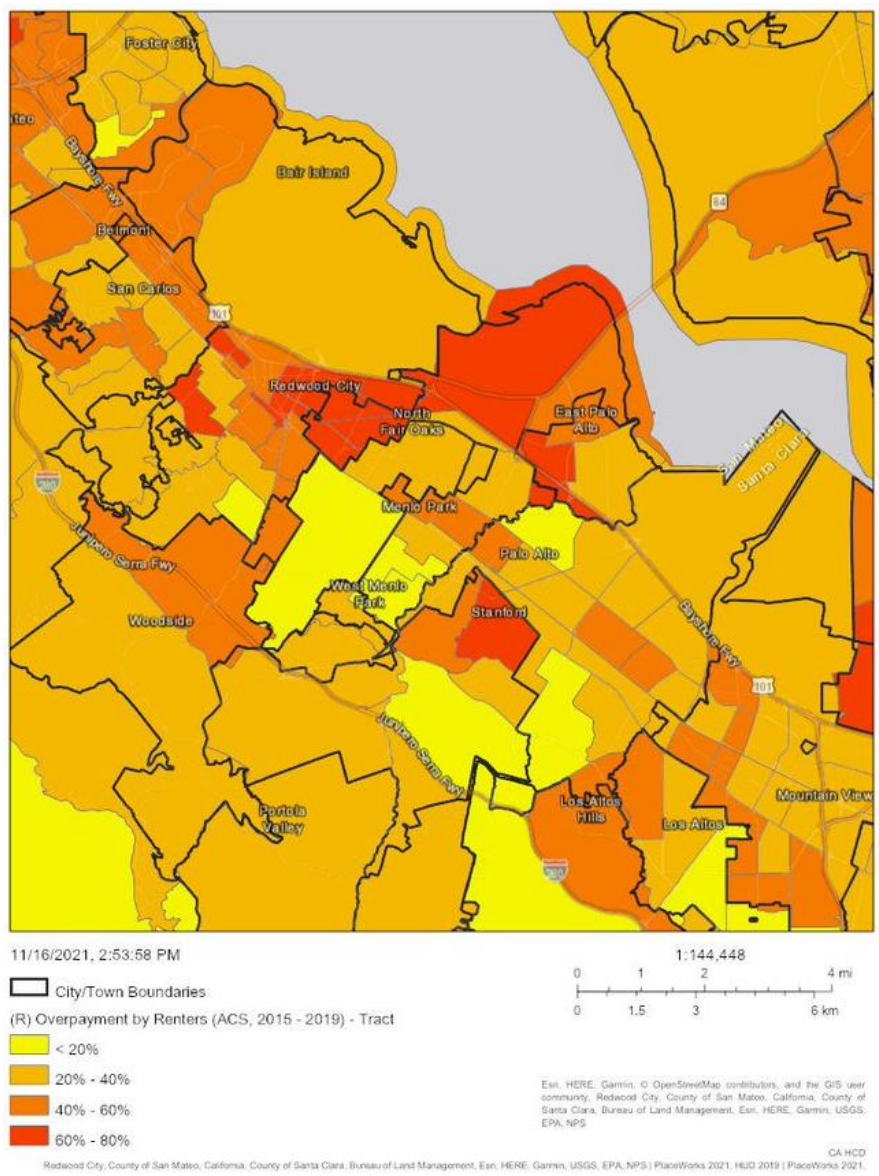 Foster City
ateo
Bayshore Fwy
Bair Island
84
Belmont
San Carlos
101
Redwood City
North
Fair Oaks
East Palo
Alto
San Mateo
Santa Clara
280
Menlo Park
Junipero Serra Fwy
Palo Alto
West Menlo
Park
Stanford
Woodside
Bayshore Fwy
101
Junipero Serra Fwy
Portola
Valley
Los Altos
Hills
Los Altos
Mountain View
280
11/16/2021, 2:53:58 PM
1:144,448
0 1 2 4 mi
0 1.5 3 6 km
City/Town Boundaries
(R) Overpayment by Renters (ACS, 2015 - 2019) - Tract
< 20%
20% - 40%
40% - 60%
60% - 80%
Esri, HERE, Garmin, © OpenStreetMap contributors, and the GIS user
community, Redwood City, County of San Mateo, California, County of
Santa Clara, Bureau of Land Management, Esri, HERE, Garmin, USGS,
EPA, NPS
CA HCD
Redwood City, County of San Mateo, California, County of Santa Clara, Bureau of Land Management, Esri, HERE, Garmin, USGS, EPA, NPS | PlaceWorks 2021, HUD 2019 | PlaceWorks 2021,